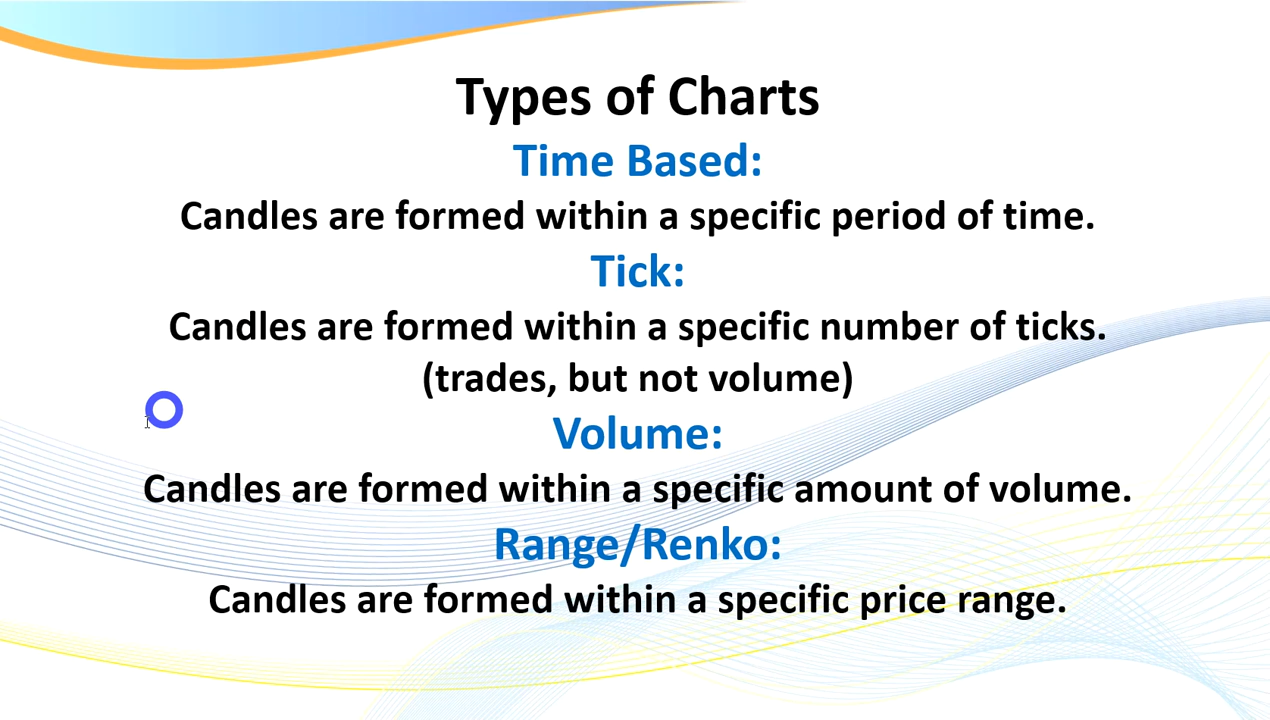 Types of Charts
Time Based:
Candles are formed within a specific period of time.
Tick:
Candles are formed within a specific number of ticks.
(trades, but not volume)
Volume:
Candles are formed within a specific amount of volume.
Range/Renko:
Candles are formed within a specific price range.